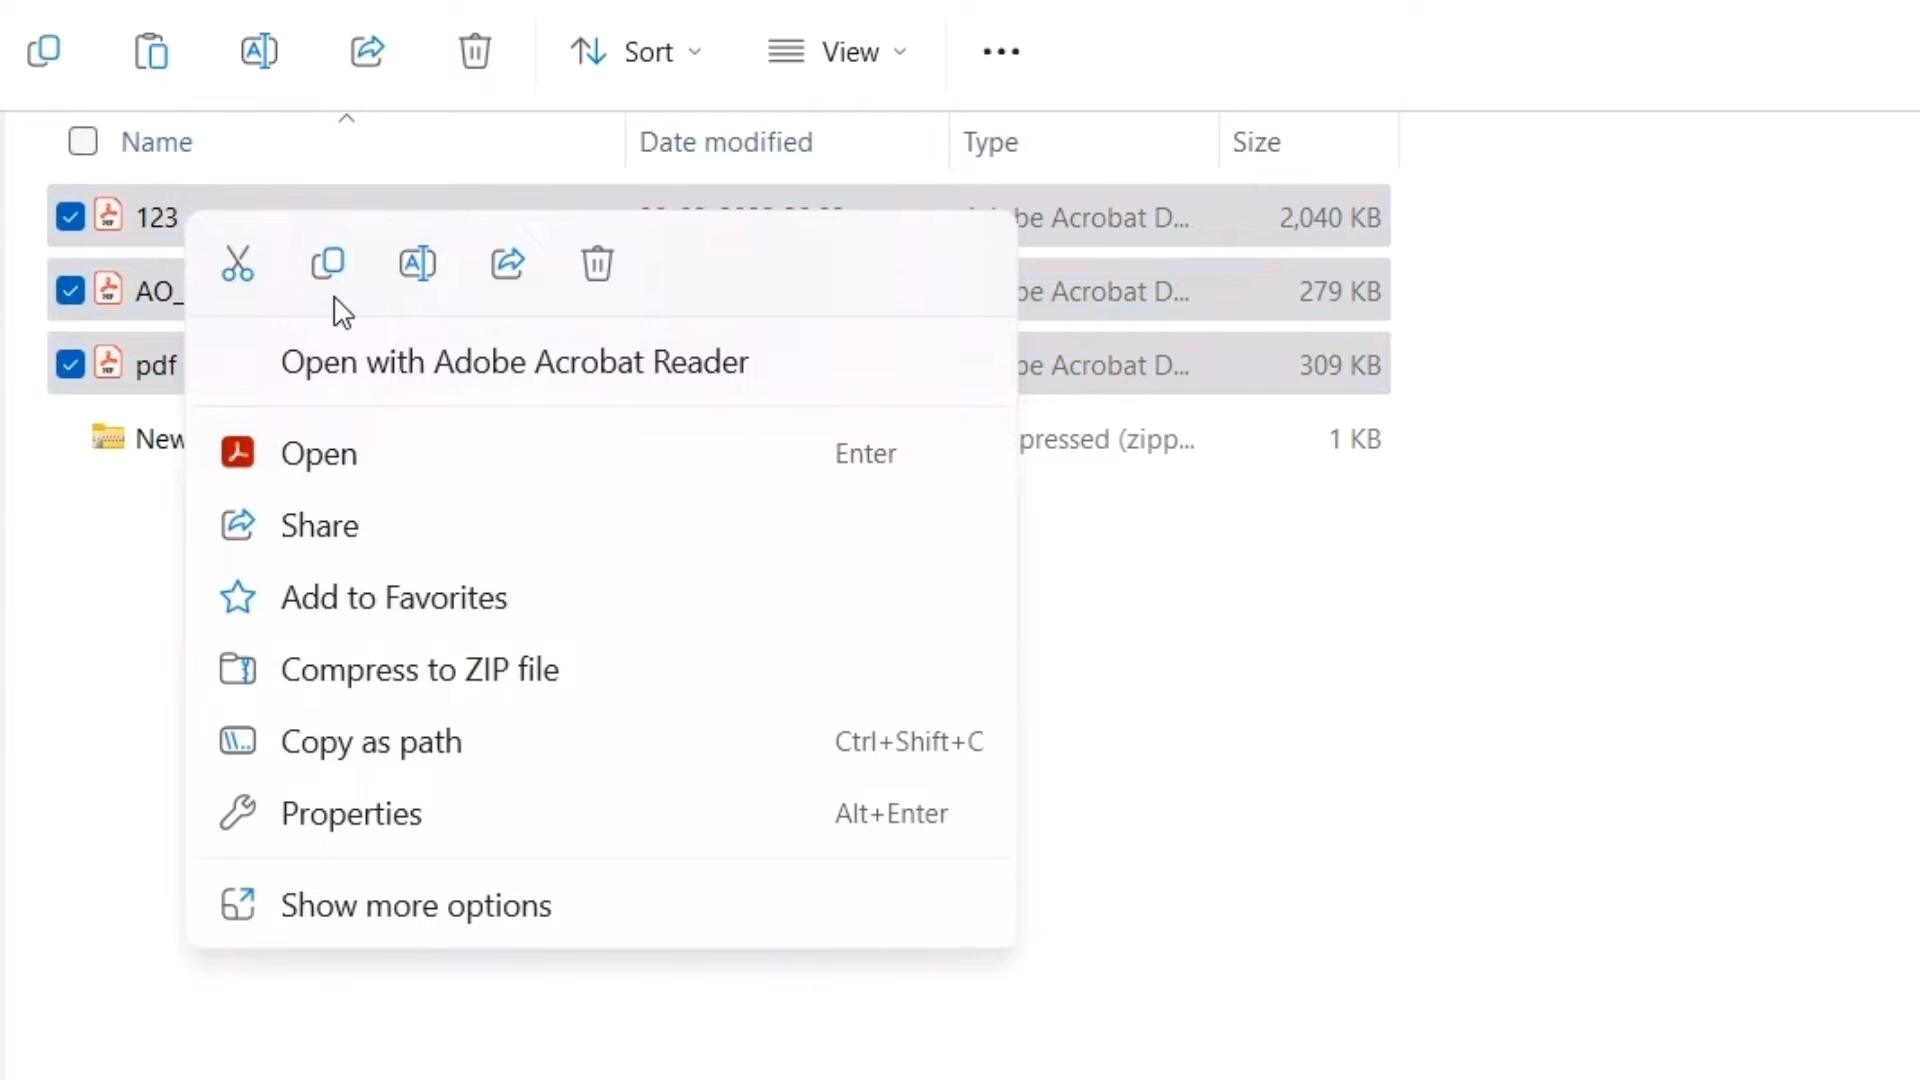 Sort View
Name Date modified Type Size
123 be Acrobat D... 2,040 KB
AO_ be Acrobat D... 279 KB
pdf be Acrobat D... 309 KB
New pressed (zipp... 1 KB
Open with Adobe Acrobat Reader
Open Enter
Share
Add to Favorites
Compress to ZIP file
Copy as path Ctrl+Shift+C
Properties Alt+Enter
Show more options